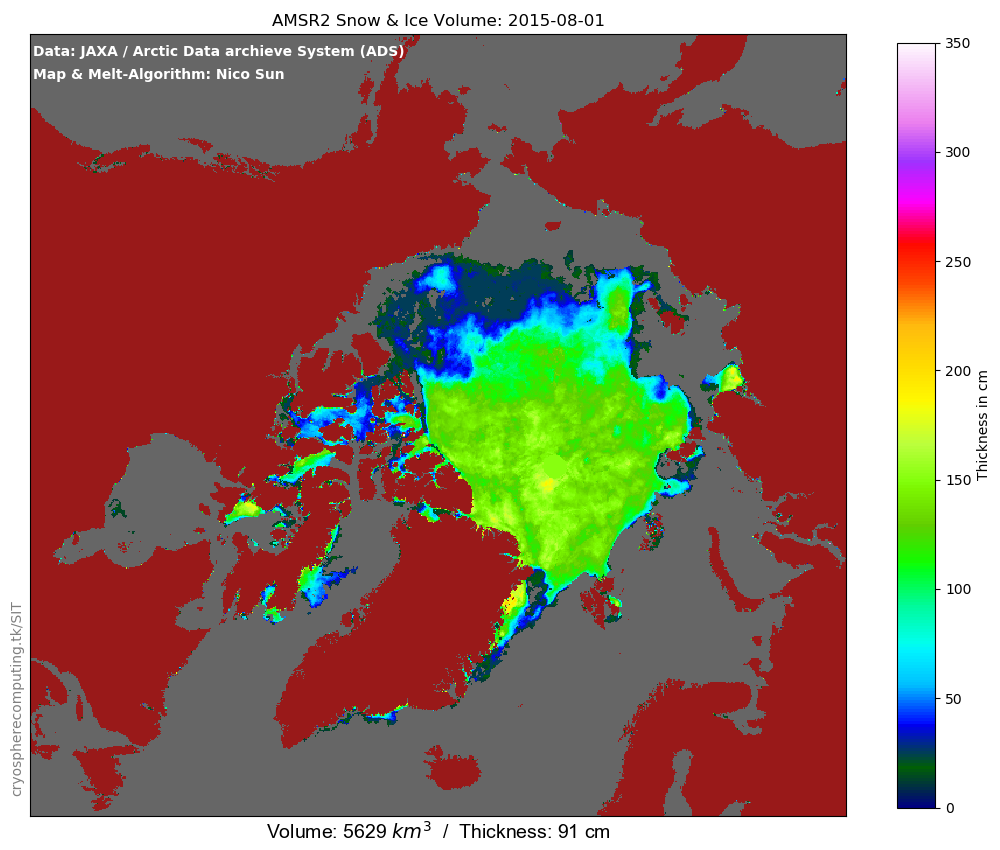 AMSR2 Snow & Ice Volume: 2015-08-01
Data: JAXA / Arctic Data archieve System (ADS)
Map & Melt-Algorithm: Nico Sun
350
300
250
200
150
100
50
0
Thickness in cm
cryospherecomputing.tk/SIT
Volume: 5629 km³ / Thickness: 91 cm